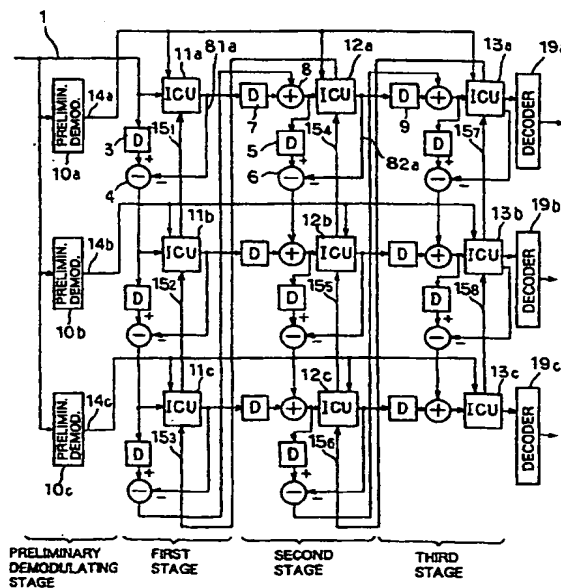 1
81a
11a
8
12a
13a
19a
14a
ICU
D
+
ICU
D
+
ICU
DECODER
PRELIMIN.
DEMOD.
10a
3
D
+
4
−
151
7
5
D
+
6
−
154
82a
9
D
+
−
157
11b
12b
13b
19b
14b
ICU
D
+
ICU
D
+
ICU
DECODER
PRELIMIN.
DEMOD.
10b
152
D
+
−
155
D
+
−
158
D
+
−
11c
12c
13c
19c
14c
ICU
D
+
ICU
D
+
ICU
DECODER
PRELIMIN.
DEMOD.
10c
153
D
+
−
156
D
+
−
PRELIMINARY
DEMODULATING
STAGE
FIRST
STAGE
SECOND
STAGE
THIRD
STAGE